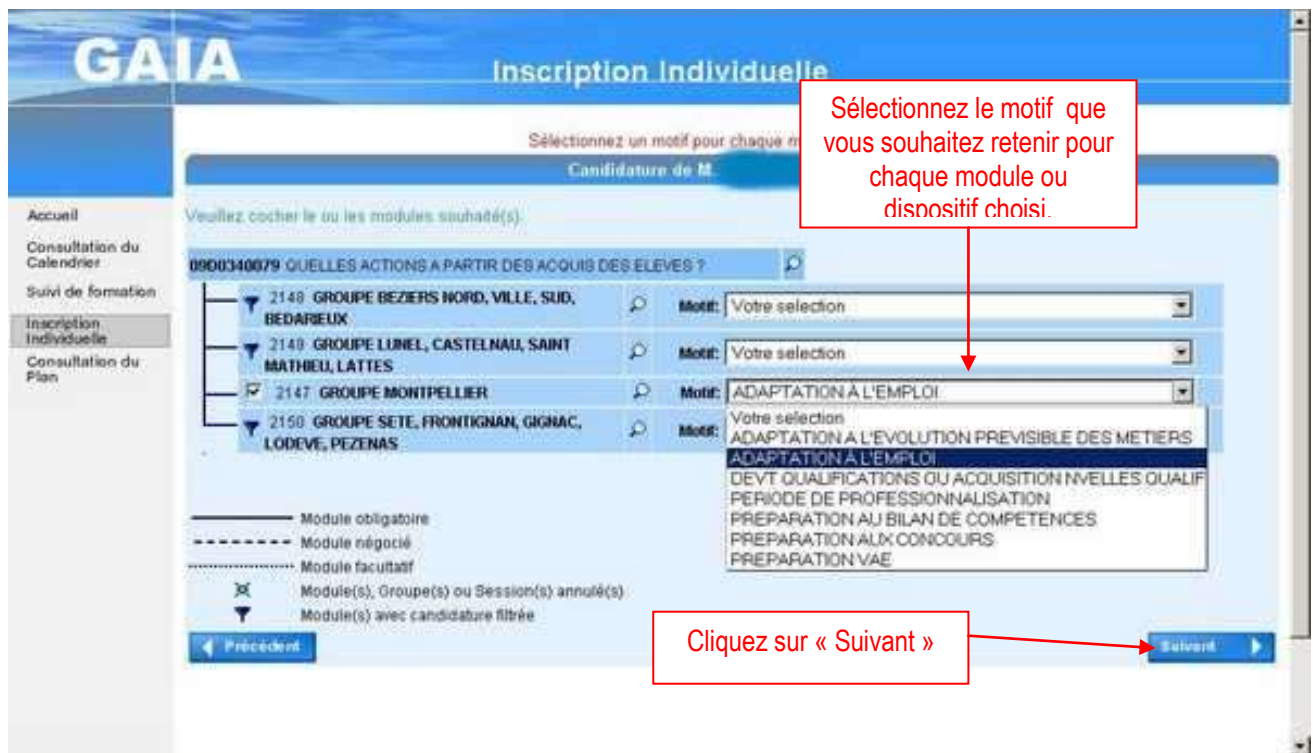 GAIA
Inscription Individuelle
Sélectionnez le motif que
vous souhaitez retenir pour
chaque module ou
dispositif choisi.
Sélectionnez un motif pour chaque
Candidature de M.
Accueil
Consultation du
Calendrier
Suivi de formation
Inscription
Individuelle
Consultation du
Plan
Veuillez cocher le ou les modules souhaité(s).
09D0340079 QUELLES ACTIONS A PARTIR DES ACQUIS DES ELEVES ?
2148 GROUPE BEZIERS NORD, VILLE, SUD,
BEDARIEUX
Motif: Votre selection
2149 GROUPE LUNEL, CASTELNAU, SAINT
MATHIEU, LATTES
Motif: Votre selection
2147 GROUPE MONTPELLIER
Motif: ADAPTATION À L'EMPLOI
2150 GROUPE SETE, FRONTIGNAN, GIGNAC,
LODEVE, PEZENAS
Motif:
Votre selection
ADAPTATION A L'EVOLUTION PREVISIBLE DES METIERS
ADAPTATION À L'EMPLOI
DEVT QUALIFICATIONS OU ACQUISITION NVELLES QUALIF
PERIODE DE PROFESSIONNALISATION
PREPARATION AU BILAN DE COMPETENCES
PREPARATION AUX CONCOURS
PREPARATION VAE
Module obligatoire
Module négocié
Module facultatif
Module(s), Groupe(s) ou Session(s) annulé(s)
Module(s) avec candidature filtrée
Précédent
Cliquez sur « Suivant »
Suivant